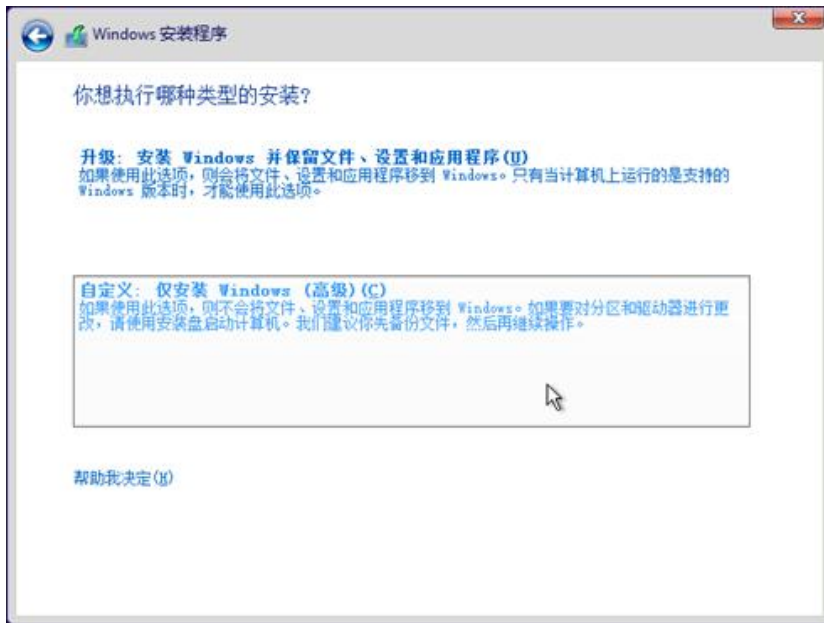 Windows 安装程序
你想执行哪种类型的安装?
升级: 安装 Windows 并保留文件、设置和应用程序(U)
如果使用此选项，则会将文件、设置和应用程序移到 Windows。只有当计算机上运行的是支持的
Windows 版本时，才能使用此选项。
自定义: 仅安装 Windows (高级)(C)
如果使用此选项，则不会将文件、设置和应用程序移到 Windows。如果要对分区和驱动器进行更
改，请使用安装盘启动计算机。我们建议你先备份文件，然后再继续操作。
帮助我决定(H)